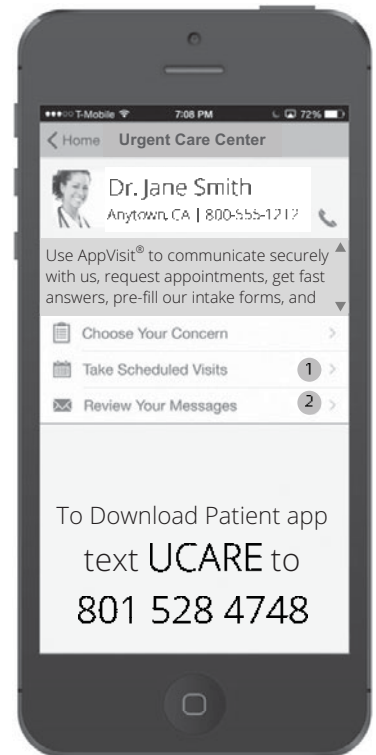 T-Mobile 7:08 PM 72%
Home Urgent Care Center
Dr. Jane Smith
Anytown, CA | 800-555-1212
Use AppVisit® to communicate securely
with us, request appointments, get fast
answers, pre-fill our intake forms, and
Choose Your Concern
Take Scheduled Visits 1
Review Your Messages 2
To Download Patient app
text UCARE to
801 528 4748